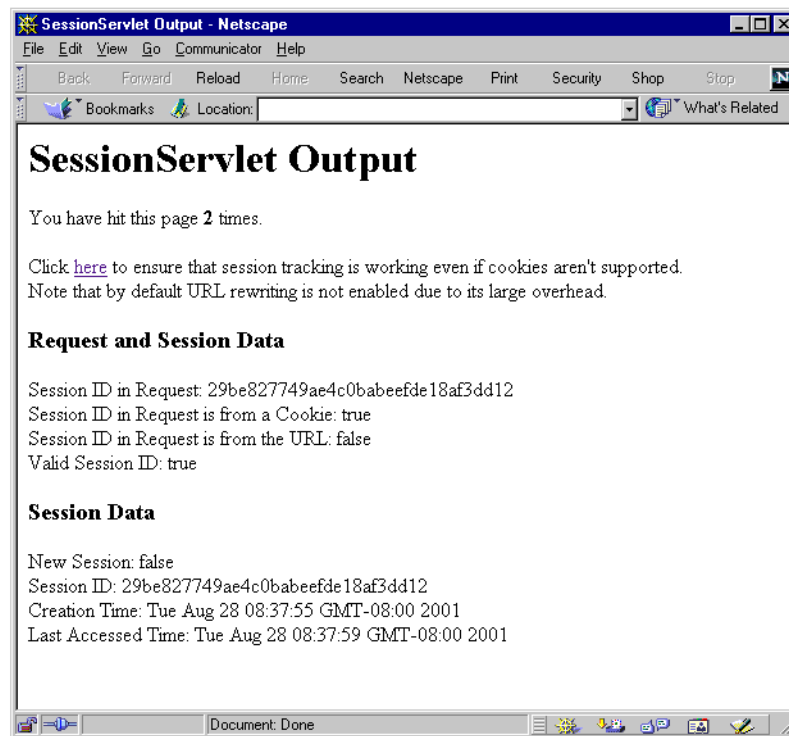 SessionServlet Output - Netscape
File Edit View Go Communicator Help
Back Forward Reload Home Search Netscape Print Security Shop Stop N
Bookmarks Location: What's Related
SessionServlet Output
You have hit this page 2 times.
Click here to ensure that session tracking is working even if cookies aren't supported.
Note that by default URL rewriting is not enabled due to its large overhead.
Request and Session Data
Session ID in Request: 29be827749ae4c0babeefde18af3dd12
Session ID in Request is from a Cookie: true
Session ID in Request is from the URL: false
Valid Session ID: true
Session Data
New Session: false
Session ID: 29be827749ae4c0babeefde18af3dd12
Creation Time: Tue Aug 28 08:37:55 GMT-08:00 2001
Last Accessed Time: Tue Aug 28 08:37:59 GMT-08:00 2001
Document: Done